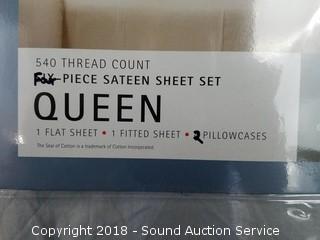 540 THREAD COUNT
Four-PIECE SATEEN SHEET SET
QUEEN
1 FLAT SHEET • 1 FITTED SHEET • 2 PILLOWCASES
The Seal of Cotton is a trademark of Cotton Incorporated.
Copyright 2018 - Sound Auction Service